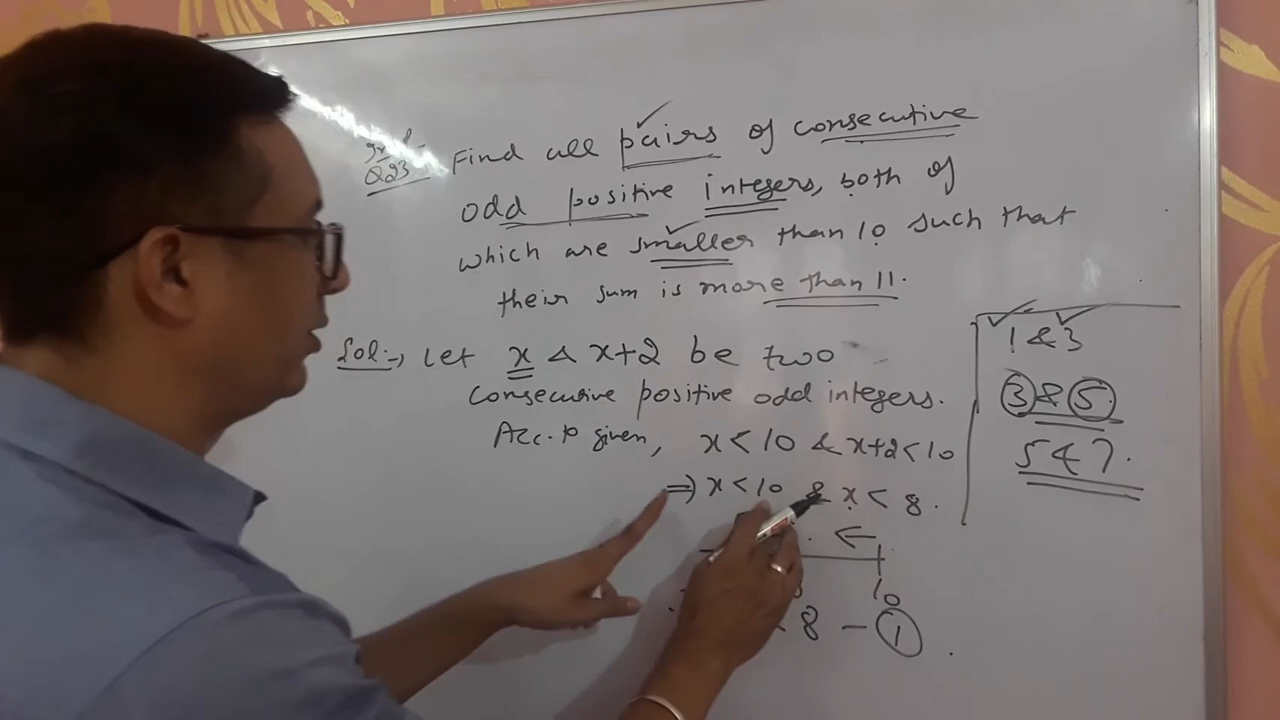 Q23 Find all pairs of consecutive
odd positive integers, both of
which are smaller than 10 such that
their sum is more than 11.
Sol:-, Let x & x+2 be two
consecutive positive odd integers.
Acc. to given, x < 10 & x+2 < 10
⇒ x < 10 & x < 8.
10
8 - 1
1 & 3
3 & 5
5 & 7.